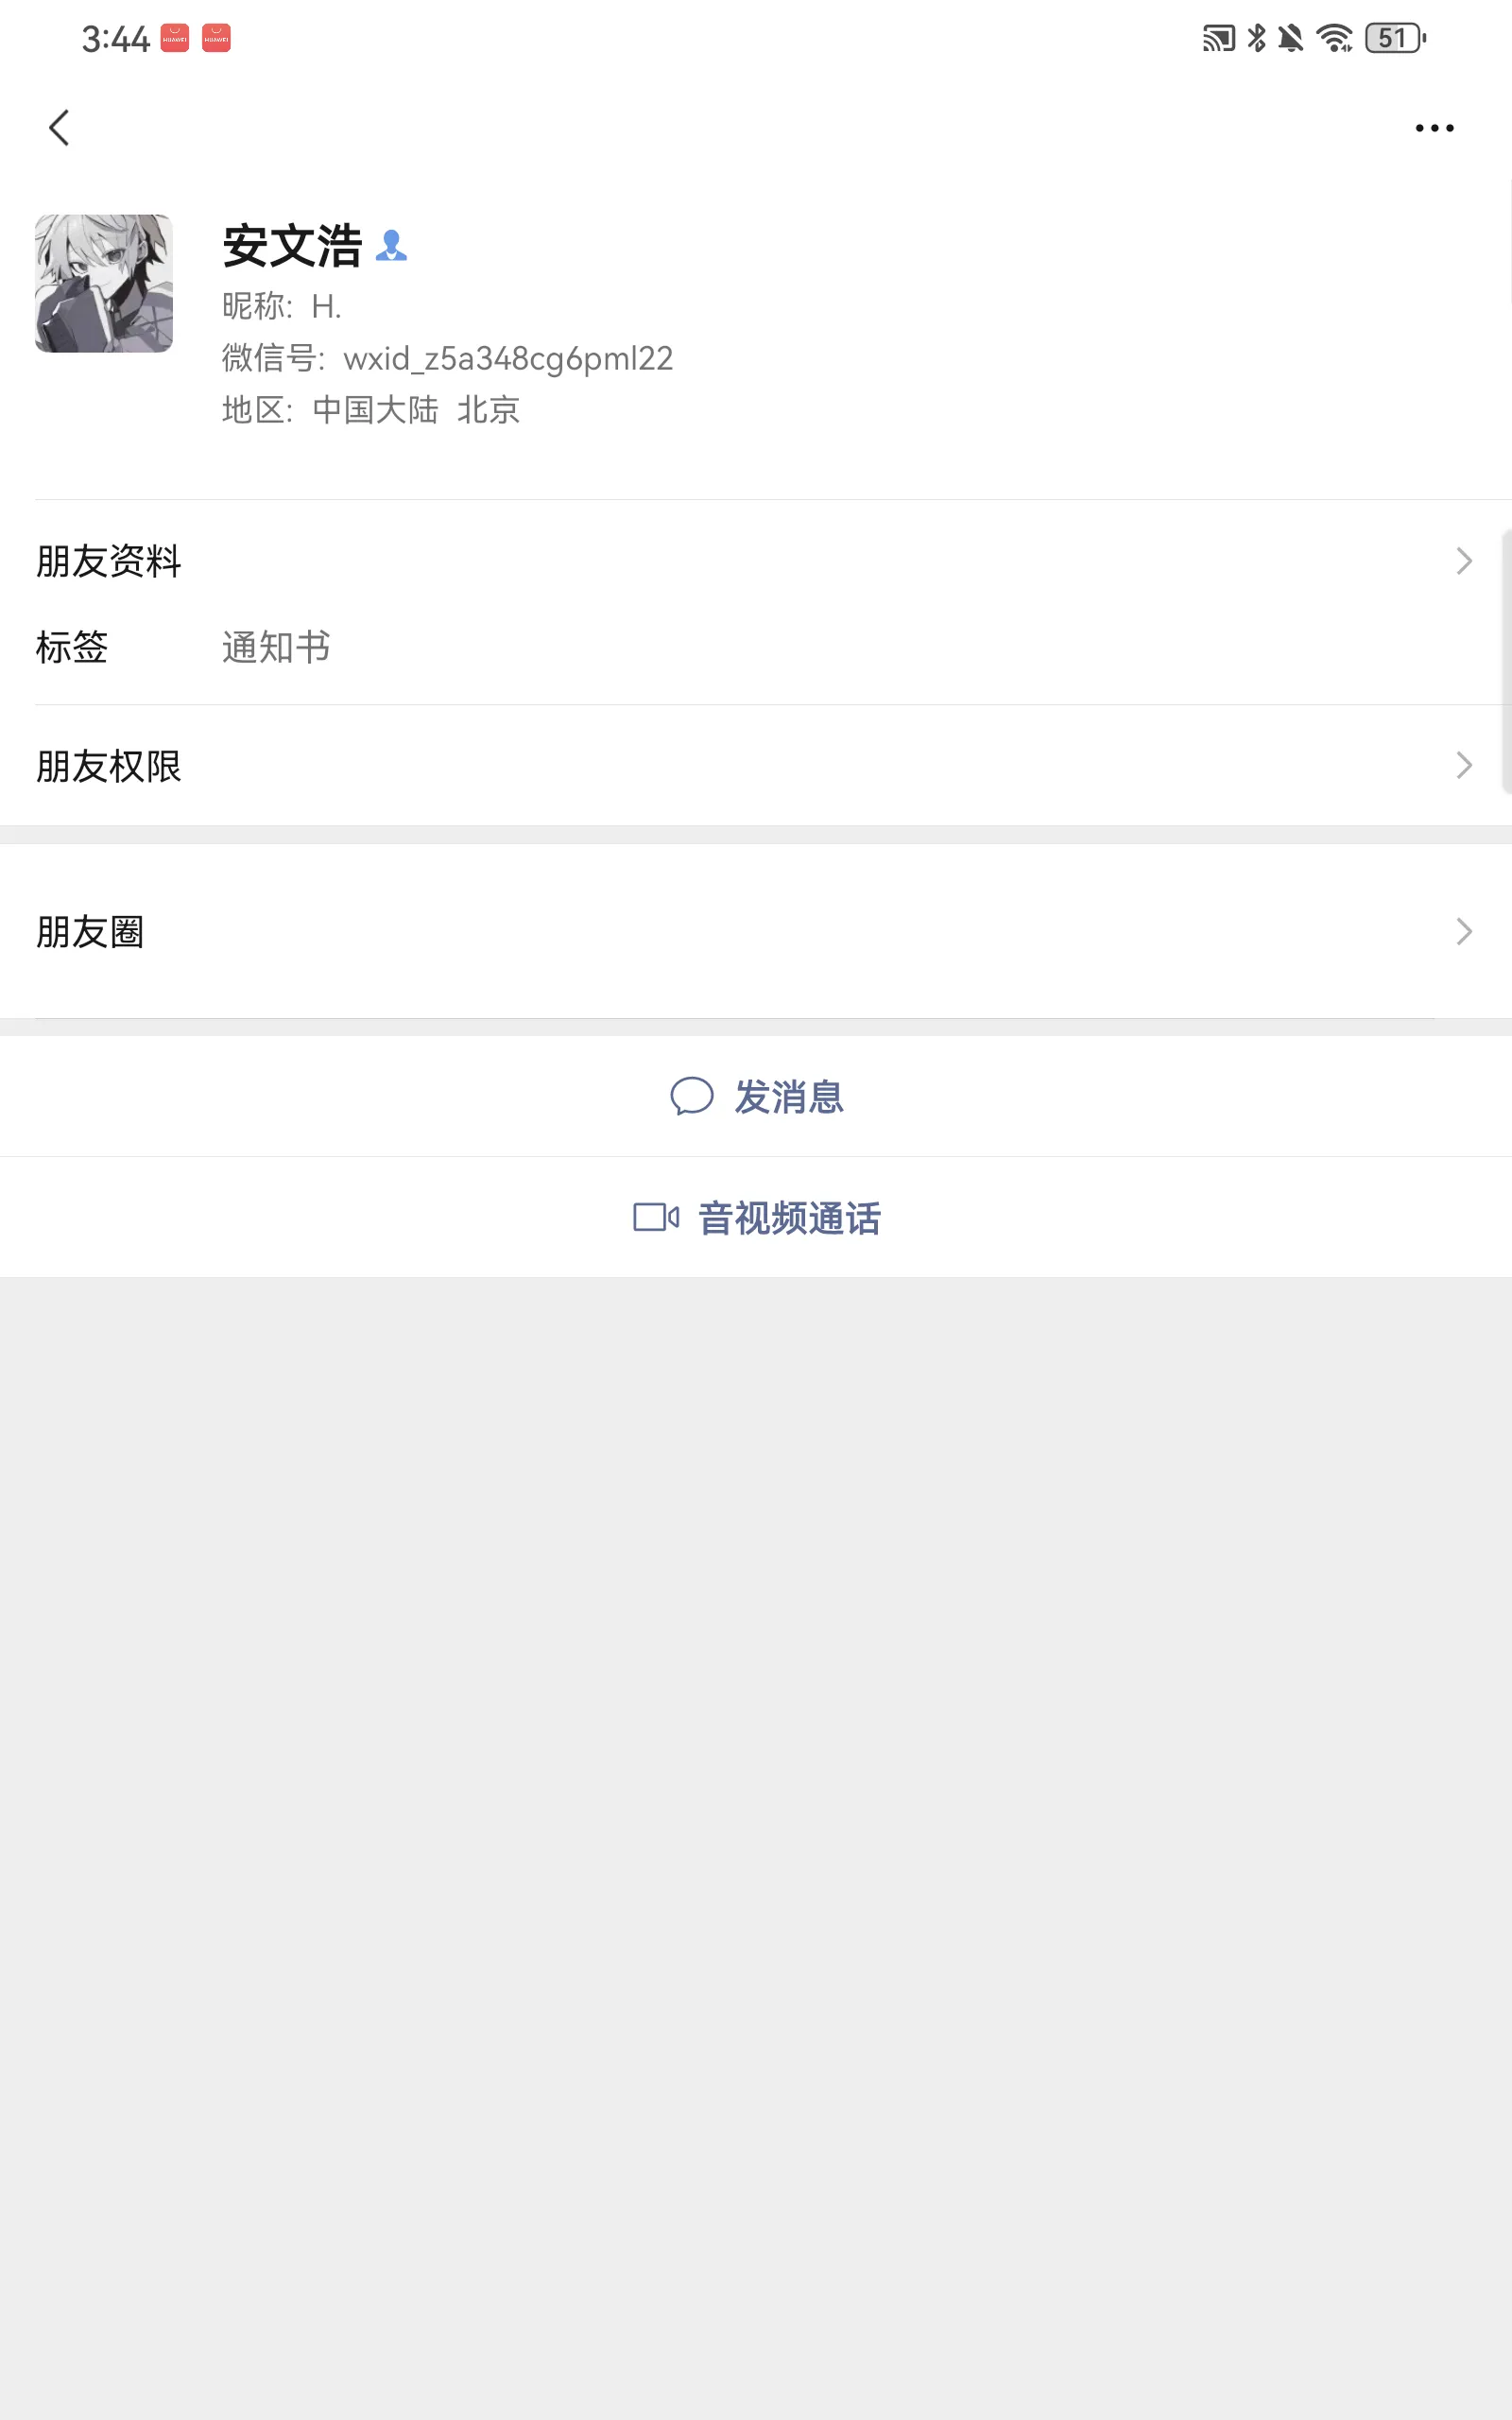 3:44 HUAWEI HUAWEI 51
安文浩
昵称: H.
微信号: wxid_z5a348cg6pml22
地区: 中国大陆 北京
朋友资料
标签 通知书
朋友权限
朋友圈
发消息
音视频通话